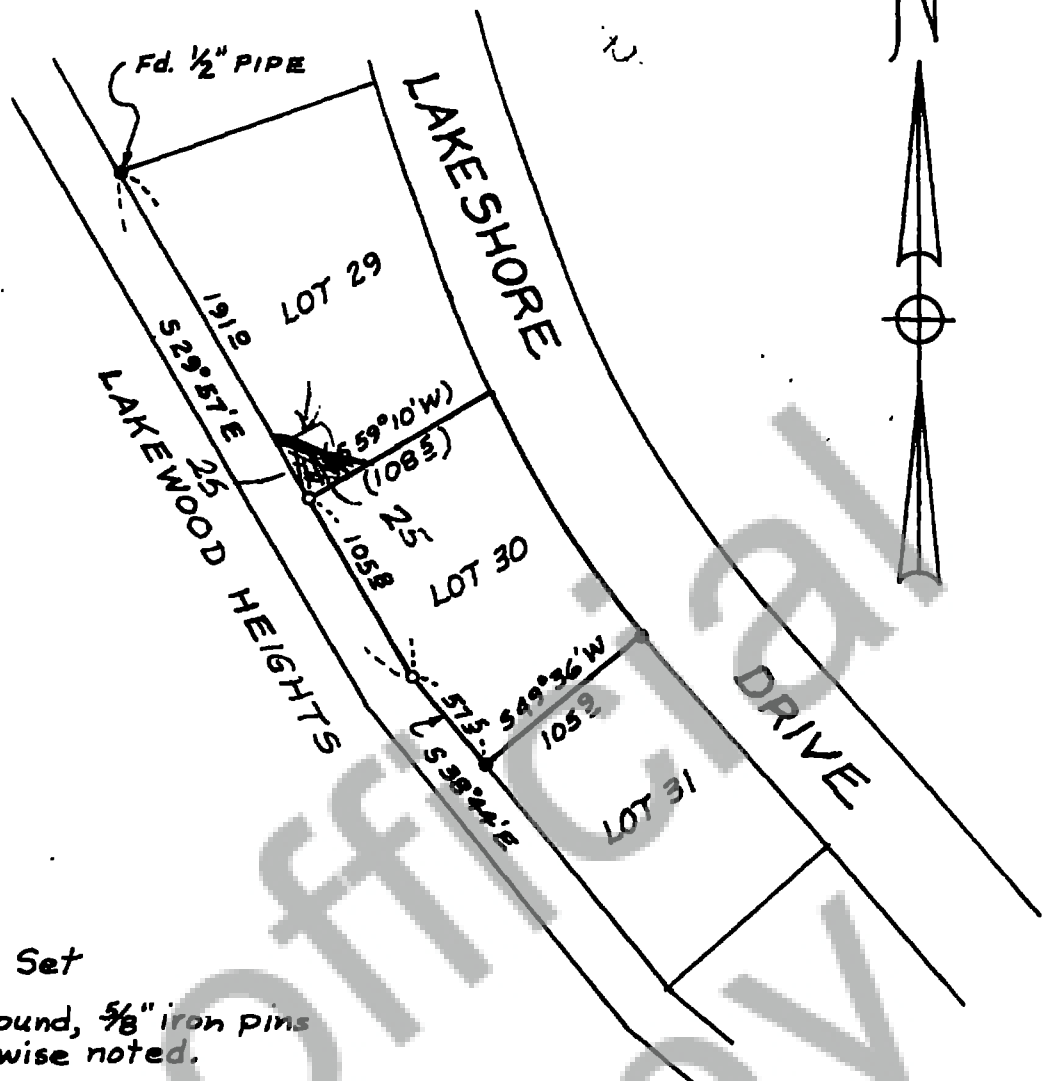 N
Fd. 1/2" PIPE
LAKESHORE
LOT 29
191.0
S 29°57'E
S 59°10'W)
(108.5)
25
25
LAKEWOOD HEIGHTS
105.8
LOT 30
S 49°36'W
105.9
57.5
S 38°44'E
DRIVE
LOT 31
Set
ound, 5/8" iron pins
wise noted.
official